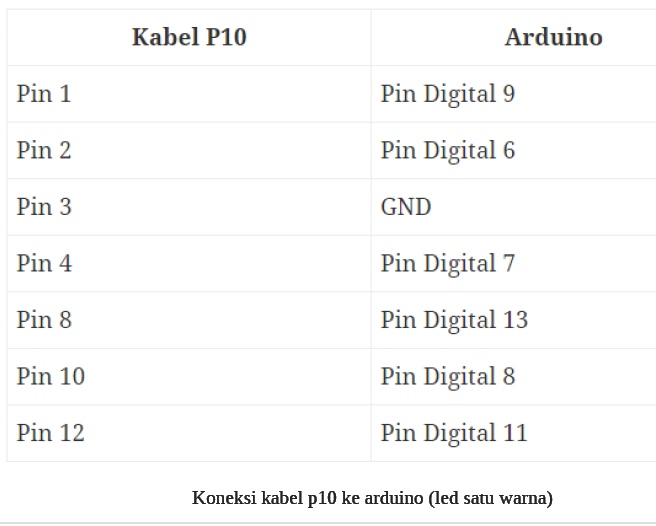 Kabel P10 Arduino
Pin 1 Pin Digital 9
Pin 2 Pin Digital 6
Pin 3 GND
Pin 4 Pin Digital 7
Pin 8 Pin Digital 13
Pin 10 Pin Digital 8
Pin 12 Pin Digital 11
Koneksi kabel p10 ke arduino (led satu warna)